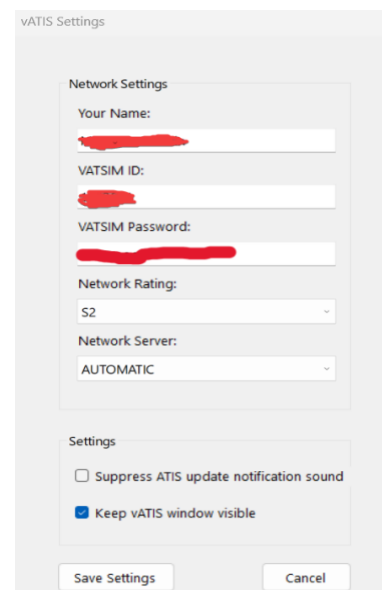 vATIS Settings
Network Settings
Your Name:
VATSIM ID:
VATSIM Password:
Network Rating:
S2
Network Server:
AUTOMATIC
Settings
Suppress ATIS update notification sound
Keep vATIS window visible
Save Settings
Cancel